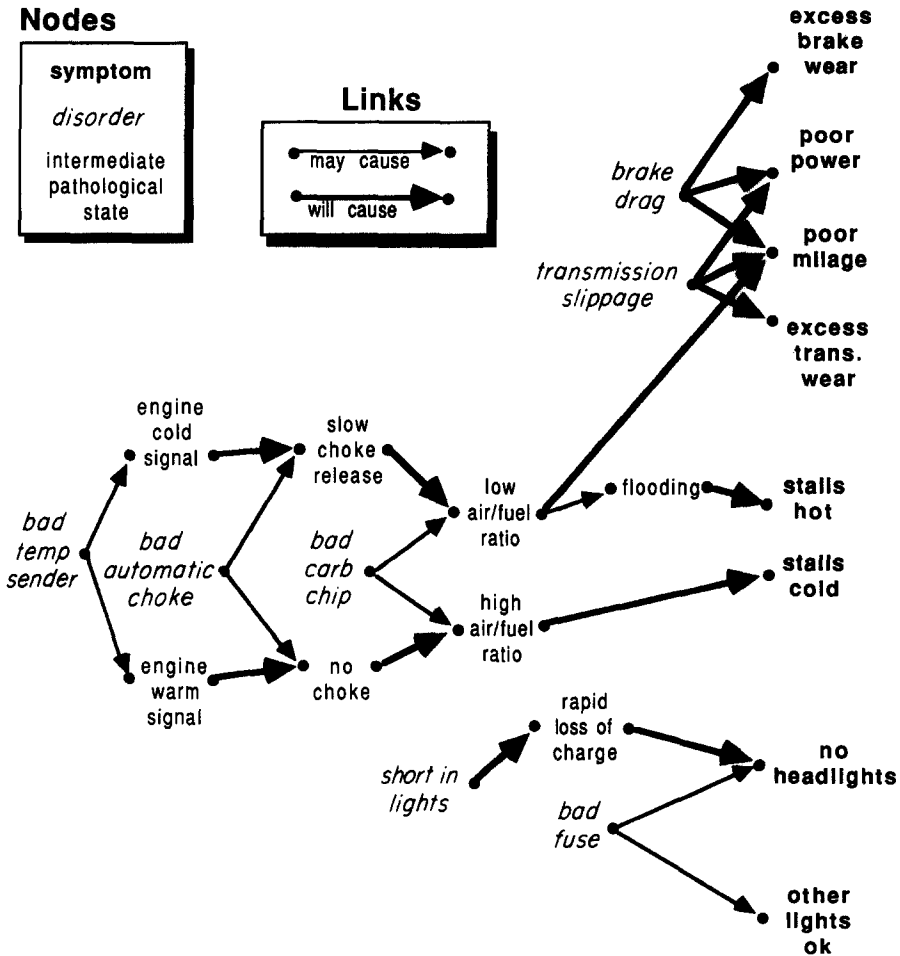 Nodes
symptom
disorder
intermediate
pathological
state
Links
may cause
will cause
excess
brake
wear
poor
power
brake
drag
poor
milage
transmission
slippage
excess
trans.
wear
engine
cold
signal
slow
choke
release
low
air/fuel
ratio
flooding
stalls
hot
bad
temp
sender
bad
automatic
choke
bad
carb
chip
stalls
cold
high
air/fuel
ratio
engine
warm
signal
no
choke
rapid
loss of
charge
short in
lights
no
headlights
bad
fuse
other
lights
ok